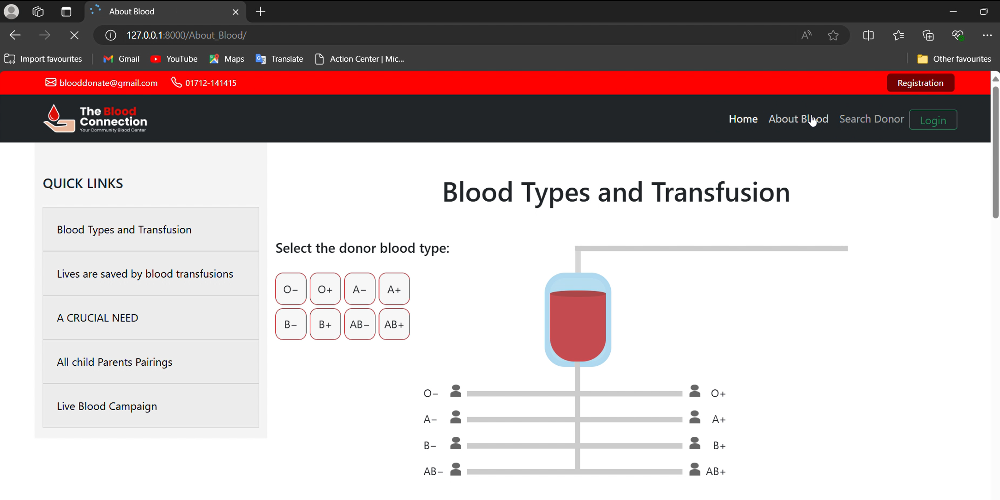 About Blood
127.0.0.1:8000/About_Blood/
Import favourites
Gmail
YouTube
Maps
Translate
Action Center | Mic...
Other favourites
blooddonate@gmail.com
01712-141415
Registration
The Blood
Connection
Your Community Blood Center
Home
About Blood
Search Donor
Login
QUICK LINKS
Blood Types and Transfusion
Lives are saved by blood transfusions
A CRUCIAL NEED
All child Parents Pairings
Live Blood Campaign
Blood Types and Transfusion
Select the donor blood type:
O− O+ A− A+
B− B+ AB− AB+
O− O+
A− A+
B− B+
AB− AB+